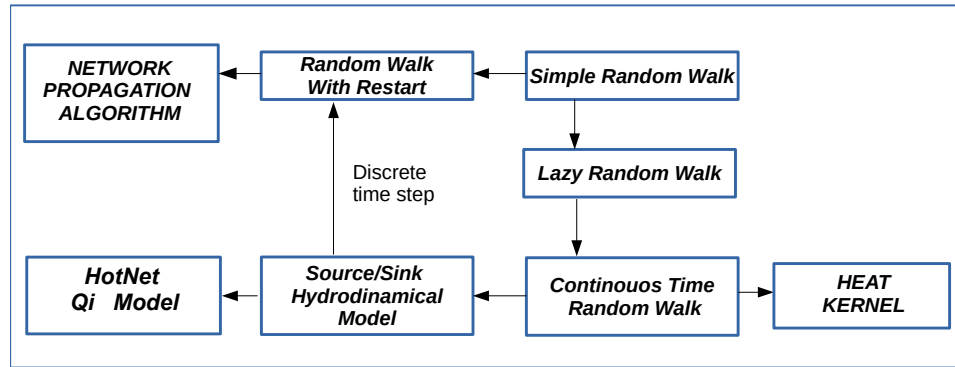 NETWORK
PROPAGATION
ALGORITHM
Random Walk
With Restart
Simple Random Walk
Lazy Random Walk
Discrete
time step
HotNet
Qi Model
Source/Sink
Hydrodinamical
Model
Continouos Time
Random Walk
HEAT
KERNEL